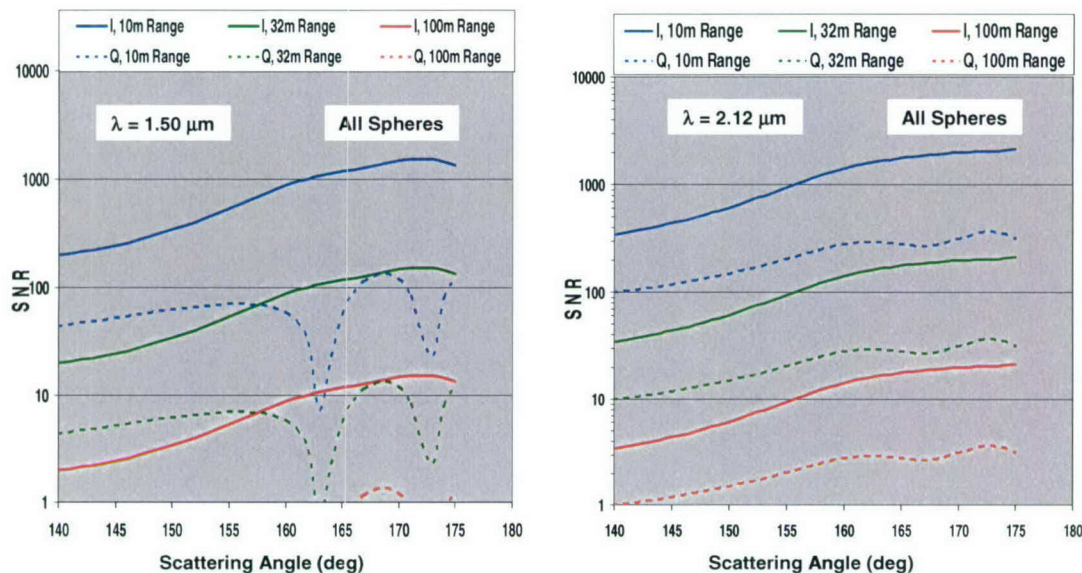 I, 10m Range I, 32m Range I, 100m Range
Q, 10m Range Q, 32m Range Q, 100m Range
10000
λ = 1.50 µm All Spheres
1000
SNR
100
10
1
140 145 150 155 160 165 170 175 180
Scattering Angle (deg)
I, 10m Range I, 32m Range I, 100m Range
Q, 10m Range Q, 32m Range Q, 100m Range
10000
λ = 2.12 µm All Spheres
1000
SNR
100
10
1
140 145 150 155 160 165 170 175 180
Scattering Angle (deg)